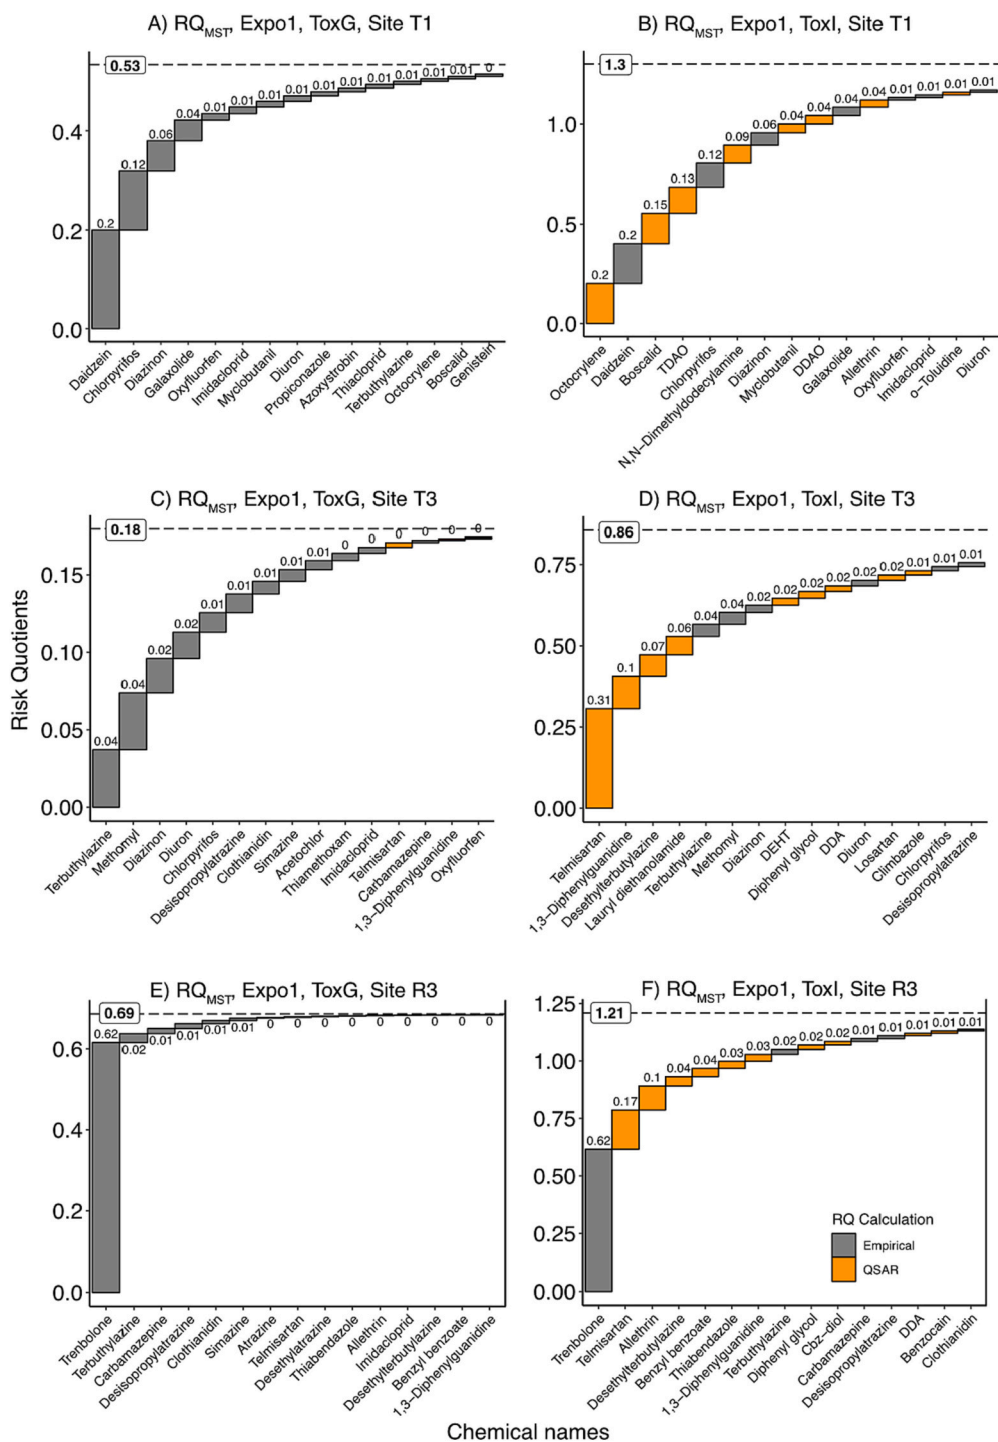 A) RQMST, Expo1, ToxG, Site T1
0.53
0.4
0.2
0.0
0.2
0.12
0.06
0.04
0.01
0.01
0.01
0.01
0.01
0.01
0.01
0.01
0.01
0.01
0
Daidzein
Chlorpyrifos
Diazinon
Galaxolide
Oxyfluorfen
Imidacloprid
Myclobutanil
Diuron
Propiconazole
Azoxystrobin
Thiacloprid
Terbuthylazine
Octocrylene
Boscalid
Genistein
B) RQMST, Expo1, ToxI, Site T1
1.3
1.0
0.5
0.0
0.2
0.2
0.15
0.13
0.12
0.09
0.06
0.04
0.04
0.04
0.04
0.01
0.01
0.01
0.01
Octocrylene
Daidzein
Boscalid
TDAO
Chlorpyrifos
N,N−Dimethyldodecylamine
Diazinon
Myclobutanil
DDAO
Galaxolide
Allethrin
Oxyfluorfen
Imidacloprid
o−Toluidine
Diuron
C) RQMST, Expo1, ToxG, Site T3
0.18
0.15
0.10
0.05
0.00
0.04
0.04
0.02
0.02
0.01
0.01
0.01
0.01
0.01
0
0
0
0
0
0
Terbuthylazine
Methomyl
Diazinon
Diuron
Chlorpyrifos
Desisopropylatrazine
Clothianidin
Simazine
Acetochlor
Thiamethoxam
Imidacloprid
Telmisartan
Carbamazepine
1,3−Diphenylguanidine
Oxyfluorfen
D) RQMST, Expo1, ToxI, Site T3
0.86
0.75
0.50
0.25
0.00
0.31
0.1
0.07
0.06
0.04
0.04
0.02
0.02
0.02
0.02
0.02
0.02
0.01
0.01
0.01
Telmisartan
1,3−Diphenylguanidine
Desethylterbutylazine
Lauryl diethanolamide
Terbuthylazine
Methomyl
Diazinon
DEHT
Diphenyl glycol
DDA
Diuron
Losartan
Climbazole
Chlorpyrifos
Desisopropylatrazine
Risk Quotients
E) RQMST, Expo1, ToxG, Site R3
0.69
0.6
0.4
0.2
0.0
0.62
0.02
0.01
0.01
0.01
0.01
0
0
0
0
0
0
0
0
0
Trenbolone
Terbuthylazine
Carbamazepine
Desisopropylatrazine
Clothianidin
Simazine
Atrazine
Telmisartan
Desethylatrazine
Thiabendazole
Allethrin
Imidacloprid
Desethylterbutylazine
Benzyl benzoate
1,3−Diphenylguanidine
F) RQMST, Expo1, ToxI, Site R3
1.21
1.25
1.00
0.75
0.50
0.25
0.00
0.62
0.17
0.1
0.04
0.04
0.03
0.03
0.02
0.02
0.02
0.01
0.01
0.01
0.01
0.01
RQ Calculation
Empirical
QSAR
Trenbolone
Telmisartan
Allethrin
Desethylterbutylazine
Benzyl benzoate
Thiabendazole
1,3−Diphenylguanidine
Terbuthylazine
Diphenyl glycol
Cbz−diol
Carbamazepine
Desisopropylatrazine
DDA
Benzocain
Clothianidin
Chemical names